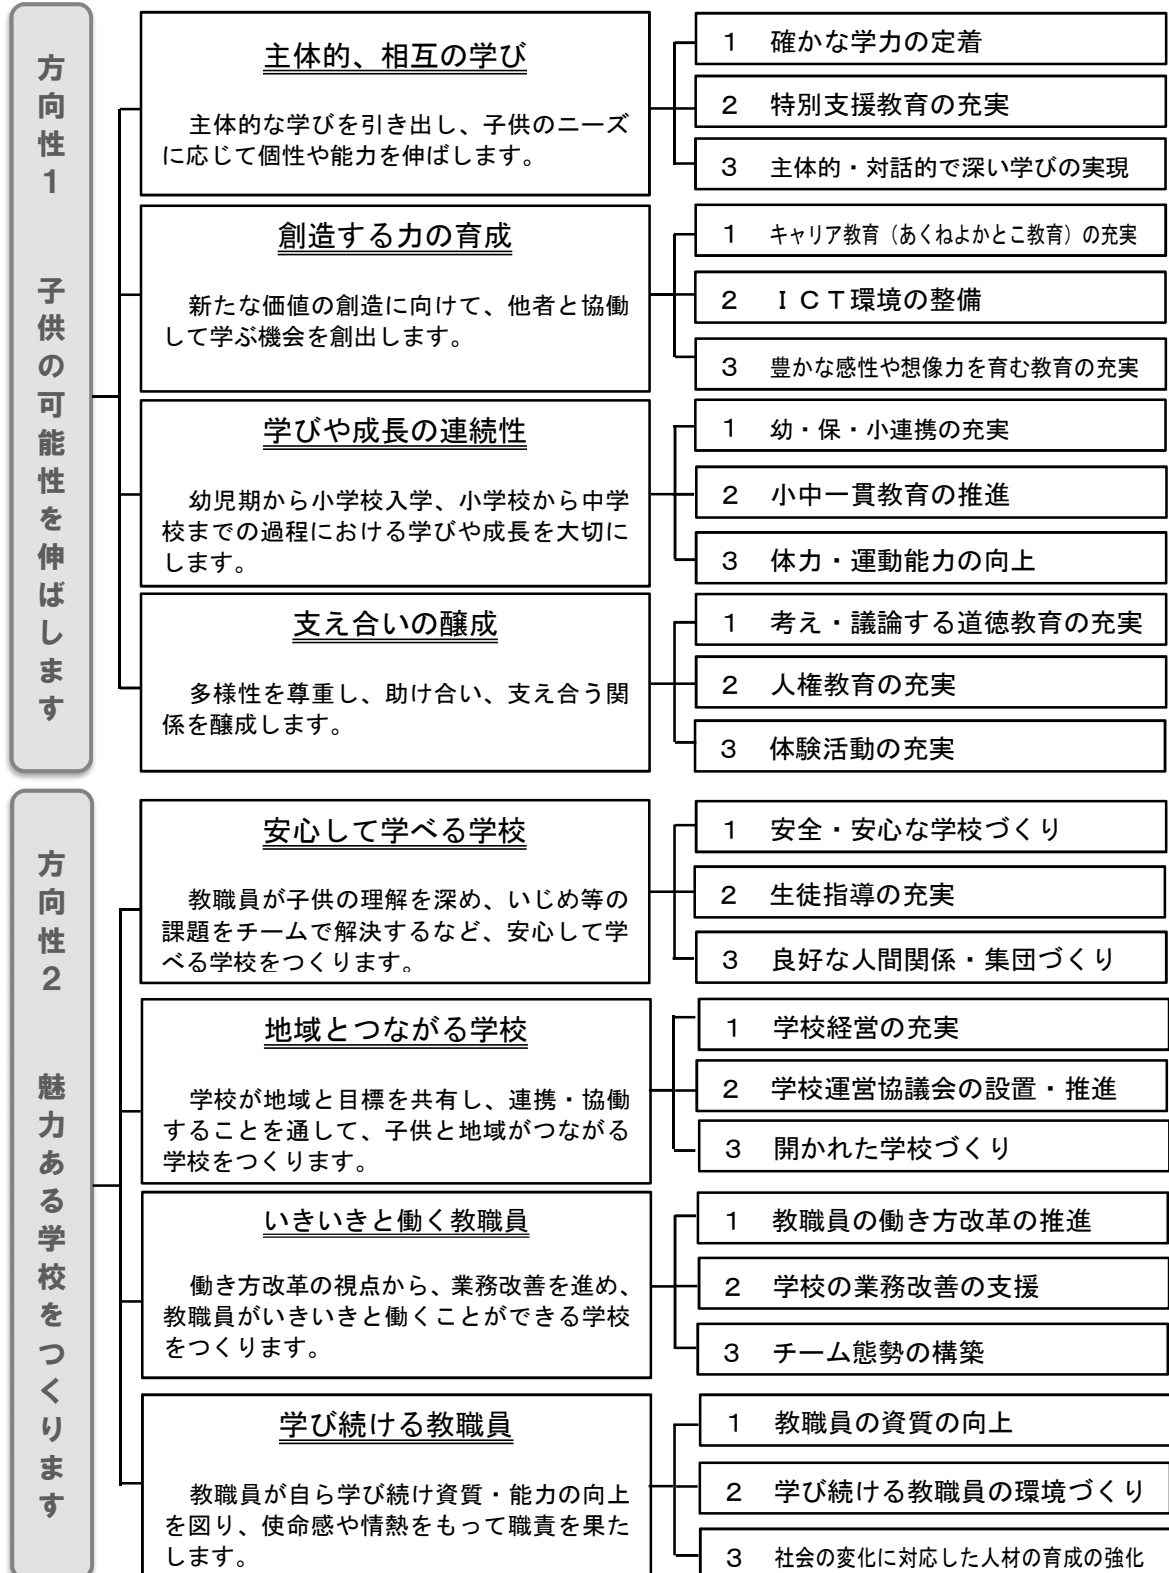 方向性１　子供の可能性を伸ばします
主体的、相互の学び
主体的な学びを引き出し、子供のニーズ
に応じて個性や能力を伸ばします。
１　確かな学力の定着
２　特別支援教育の充実
３　主体的・対話的で深い学びの実現
創造する力の育成
新たな価値の創造に向けて、他者と協働
して学ぶ機会を創出します。
１　キャリア教育（あくねよかとこ教育）の充実
２　ＩＣＴ環境の整備
３　豊かな感性や想像力を育む教育の充実
学びや成長の連続性
幼児期から小学校入学、小学校から中学
校までの過程における学びや成長を大切に
します。
１　幼・保・小連携の充実
２　小中一貫教育の推進
３　体力・運動能力の向上
支え合いの醸成
多様性を尊重し、助け合い、支え合う関
係を醸成します。
１　考え・議論する道徳教育の充実
２　人権教育の充実
３　体験活動の充実
方向性２　魅力ある学校をつくります
安心して学べる学校
教職員が子供の理解を深め、いじめ等の
課題をチームで解決するなど、安心して学
べる学校をつくります。
１　安全・安心な学校づくり
２　生徒指導の充実
３　良好な人間関係・集団づくり
地域とつながる学校
学校が地域と目標を共有し、連携・協働
することを通して、子供と地域がつながる
学校をつくります。
１　学校経営の充実
２　学校運営協議会の設置・推進
３　開かれた学校づくり
いきいきと働く教職員
働き方改革の視点から、業務改善を進め、
教職員がいきいきと働くことができる学校
をつくります。
１　教職員の働き方改革の推進
２　学校の業務改善の支援
３　チーム態勢の構築
学び続ける教職員
教職員が自ら学び続け資質・能力の向上
を図り、使命感や情熱をもって職責を果た
します。
１　教職員の資質の向上
２　学び続ける教職員の環境づくり
３　社会の変化に対応した人材の育成の強化